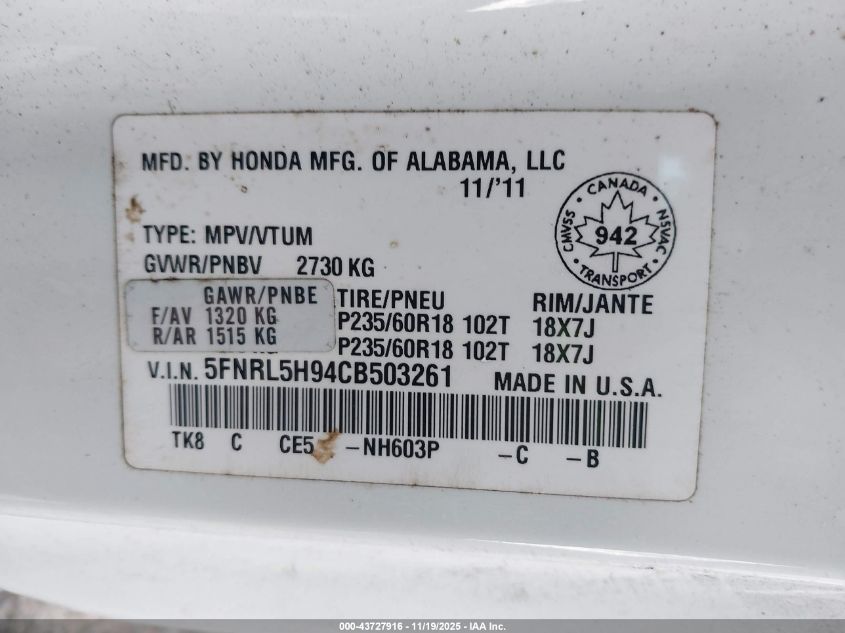 MFD. BY HONDA MFG. OF ALABAMA, LLC
11/'11
CANADA
CMVSS 942 NSVAC
TRANSPORT
TYPE: MPV/VTUM
GVWR/PNBV 2730 KG
GAWR/PNBE TIRE/PNEU RIM/JANTE
F/AV 1320 KG P235/60R18 102T 18X7J
R/AR 1515 KG P235/60R18 102T 18X7J
V.I.N. 5FNRL5H94CB503261 MADE IN U.S.A.
TK8 C CE5 -NH603P -C -B
000-43727916 - 11/19/2025 - IAA Inc.